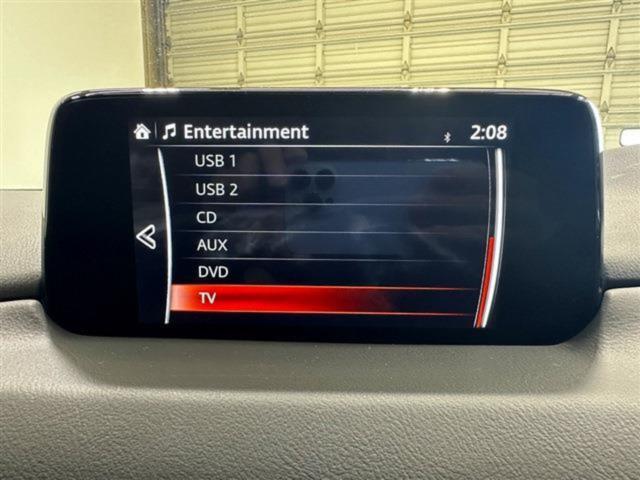 Entertainment 2:08
USB 1
USB 2
CD
AUX
DVD
TV